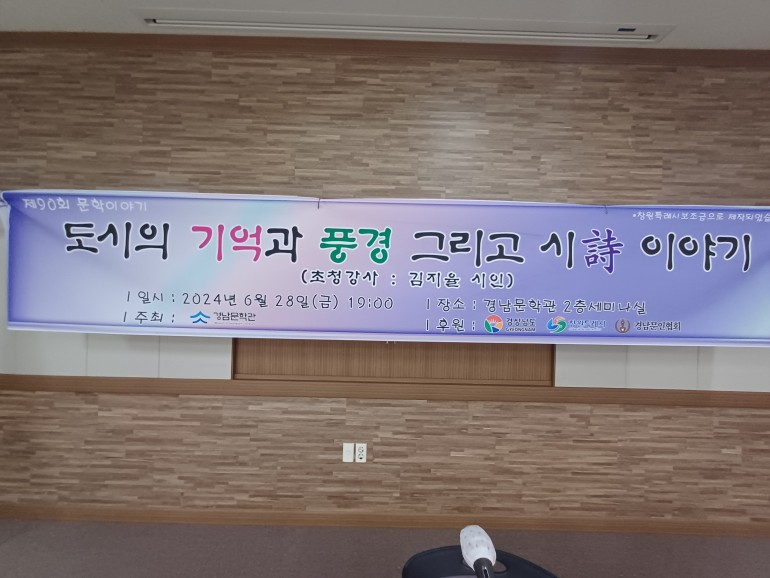 제90회 문학이야기
*창원특례시보조금으로 제작되었습
도시의 기억과 풍경 그리고 시詩 이야기
(초청강사 : 김지율 시인)
| 일시 : 2024년 6월 28일(금) 19:00
| 장소 : 경남문학관 2층세미나실
| 주최 : 경남문학관
| 후원 : 경상남도 GYEONGNAM 창원특례시 경남문인협회